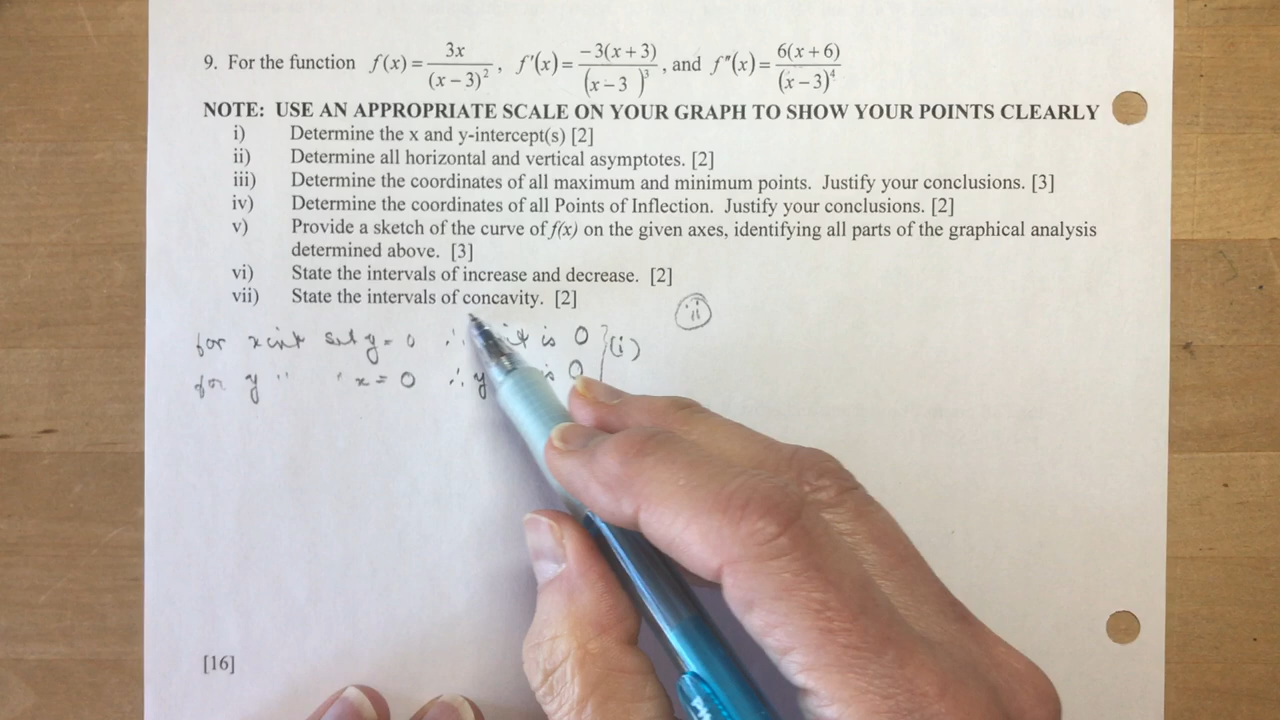 9. For the function f(x) = 3x / (x − 3)², f'(x) = −3(x + 3) / (x − 3)³, and f"(x) = 6(x + 6) / (x − 3)⁴
NOTE: USE AN APPROPRIATE SCALE ON YOUR GRAPH TO SHOW YOUR POINTS CLEARLY
i) Determine the x and y-intercept(s) [2]
ii) Determine all horizontal and vertical asymptotes. [2]
iii) Determine the coordinates of all maximum and minimum points. Justify your conclusions. [3]
iv) Determine the coordinates of all Points of Inflection. Justify your conclusions. [2]
v) Provide a sketch of the curve of f(x) on the given axes, identifying all parts of the graphical analysis
determined above. [3]
vi) State the intervals of increase and decrease. [2]
vii) State the intervals of concavity. [2]
ii
for x int set y = 0 ∴ is 0 } (i)
for y " " x = 0 ∴ y 0
[16]